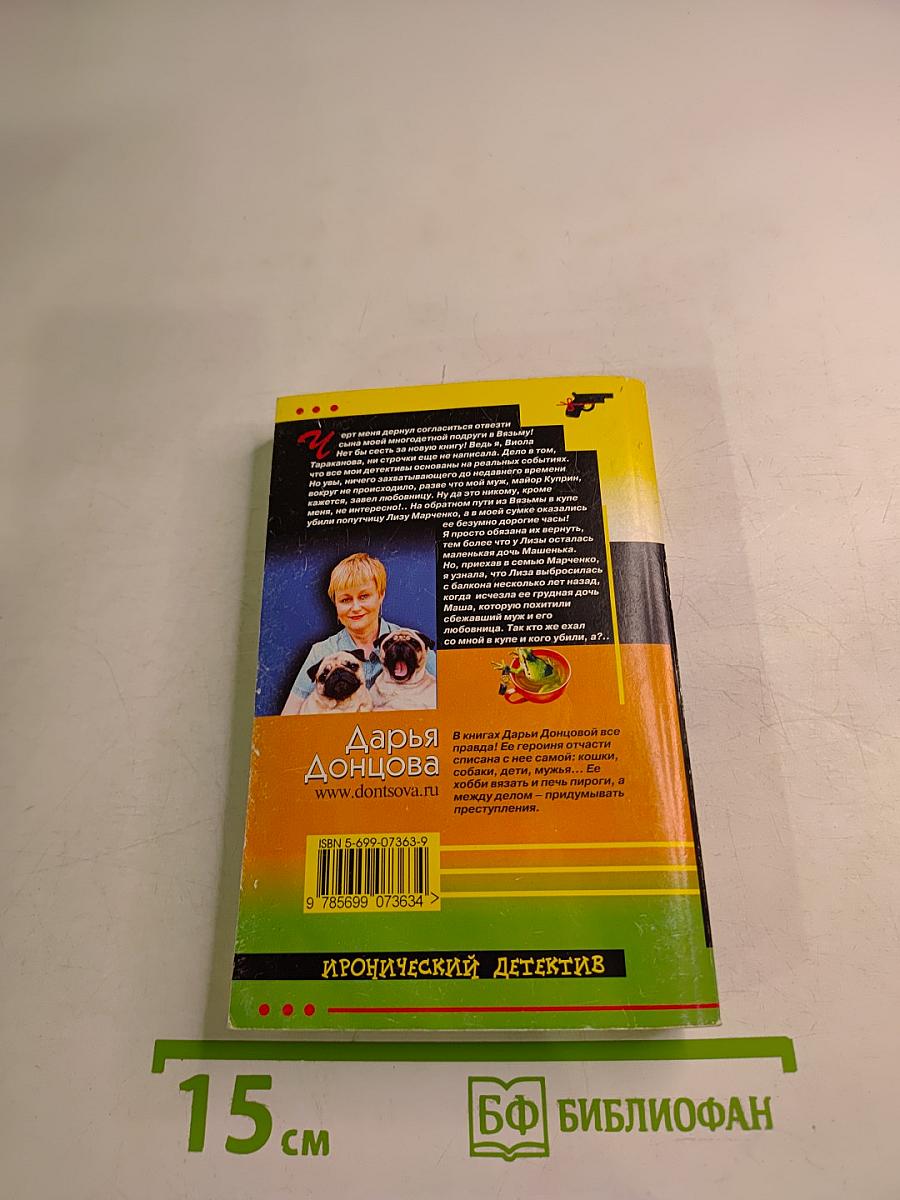 Черт меня дернул согласиться отвезти
сына моей многодетной подруги в Вязьму!
Нет бы сесть за новую книгу! Ведь я, Виола
Тараканова, ни строчки еще не написала. Дело в том,
что все мои детективы основаны на реальных событиях.
Но увы, ничего захватывающего до недавнего времени
вокруг не происходило, разве что мой муж, майор Куприн,
кажется, завел любовницу. Ну да это никому, кроме
меня, не интересно!.. На обратном пути из Вязьмы в купе
убили попутчицу Лизу Марченко, а в моей сумке оказались
ее безумно дорогие часы!
Я просто обязана их вернуть,
тем более что у Лизы осталась
маленькая дочь Машенька.
Но, приехав в семью Марченко,
я узнала, что Лиза выбросилась
с балкона несколько лет назад,
когда исчезла ее грудная дочь
Маша, которую похитили
сбежавший муж и его
любовница. Так кто же ехал
со мной в купе и кого убили, а?..
Дарья
Донцова
www.dontsova.ru
В книгах Дарьи Донцовой все
правда! Ее героиня отчасти
списана с нее самой: кошки,
собаки, дети, мужья... Ее
хобби вязать и печь пироги, а
между делом – придумывать
преступления.
ISBN 5-699-07363-9
9 785699 073634 >
ИРОНИЧЕСКИЙ ДЕТЕКТИВ
15 см
БФ БИБЛИОФАН